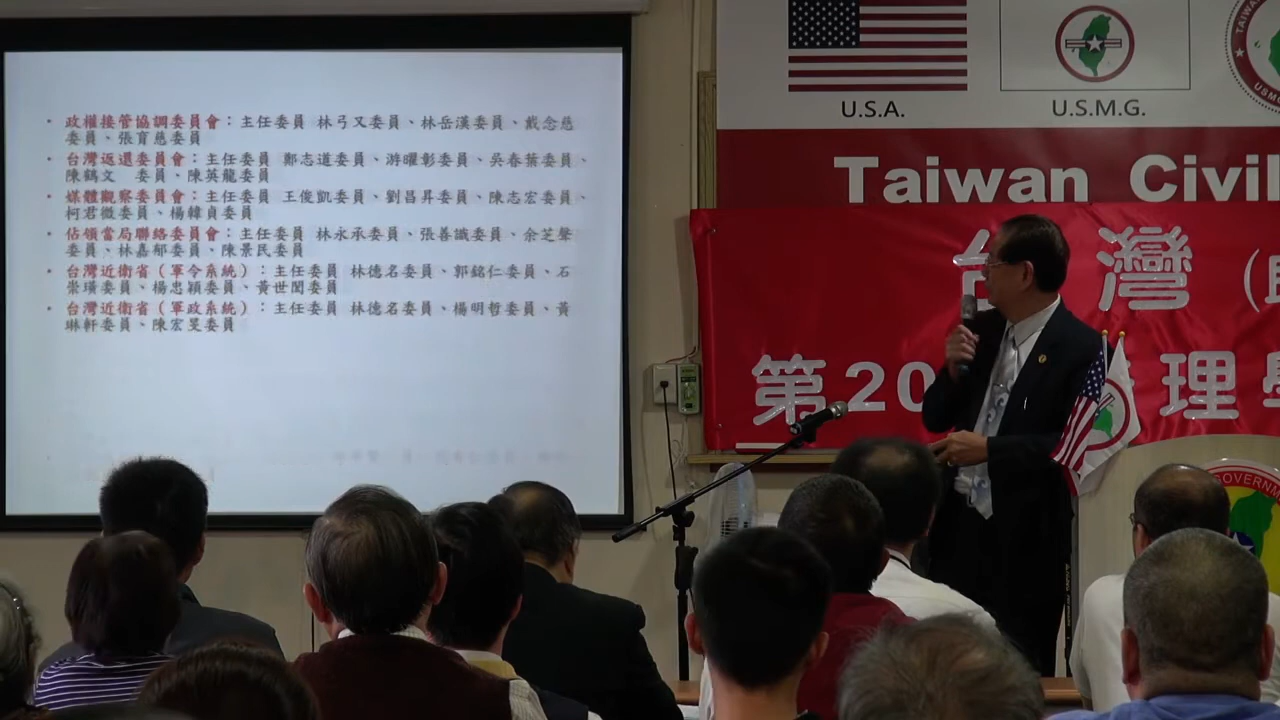 • 政權接管協調委員會：主任委員 林弓又委員、林岳漢委員、戴念慈
委員、張育慈委員
• 台灣返還委員會：主任委員 鄭志道委員、游曜彰委員、吳春葉委員、
陳鶴文 委員、陳英龍委員
• 媒體觀察委員會：主任委員 王俊凱委員、劉昌昇委員、陳志宏委員、
柯君微委員、楊韓貞委員
• 佔領當局聯絡委員會：主任委員 林永承委員、張善議委員、余芝聲
委員、林嘉郁委員、陳景民委員
• 台灣近衛省（軍令系統）：主任委員 林德名委員、郭銘仁委員、石
崇璜委員、楊忠穎委員、黃世閔委員
• 台灣近衛省（軍政系統）：主任委員 林德名委員、楊明哲委員、黃
琳軒委員、陳宏旻委員
U.S.A.
U.S.M.G.
Taiwan Civil
台灣（
第20 理
GOVERNM